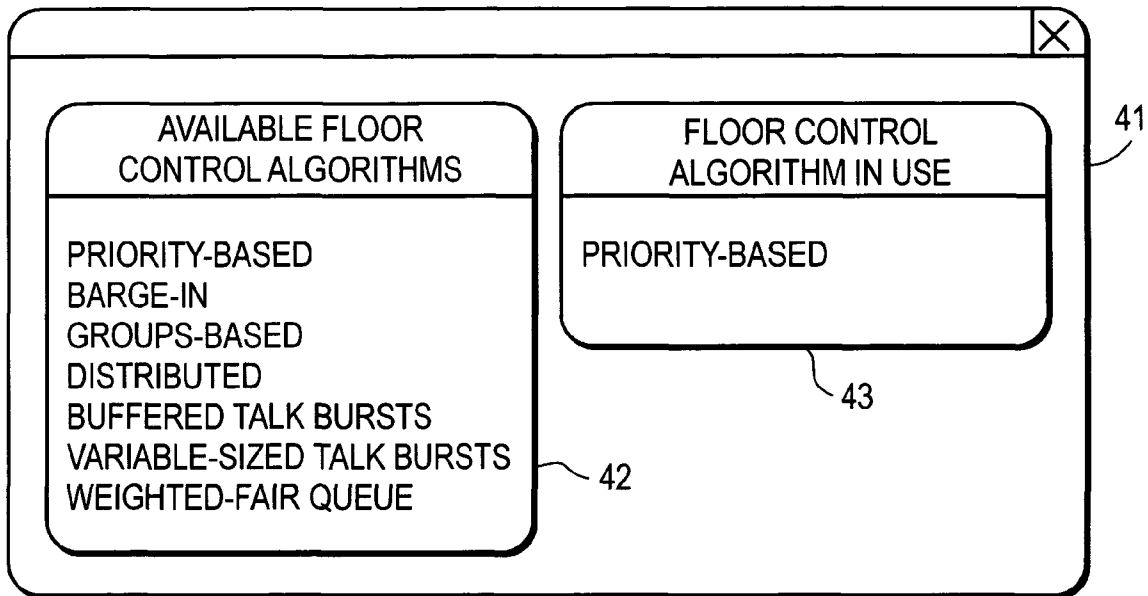 AVAILABLE FLOOR
CONTROL ALGORITHMS
PRIORITY-BASED
BARGE-IN
GROUPS-BASED
DISTRIBUTED
BUFFERED TALK BURSTS
VARIABLE-SIZED TALK BURSTS
WEIGHTED-FAIR QUEUE
42
FLOOR CONTROL
ALGORITHM IN USE
PRIORITY-BASED
43
41